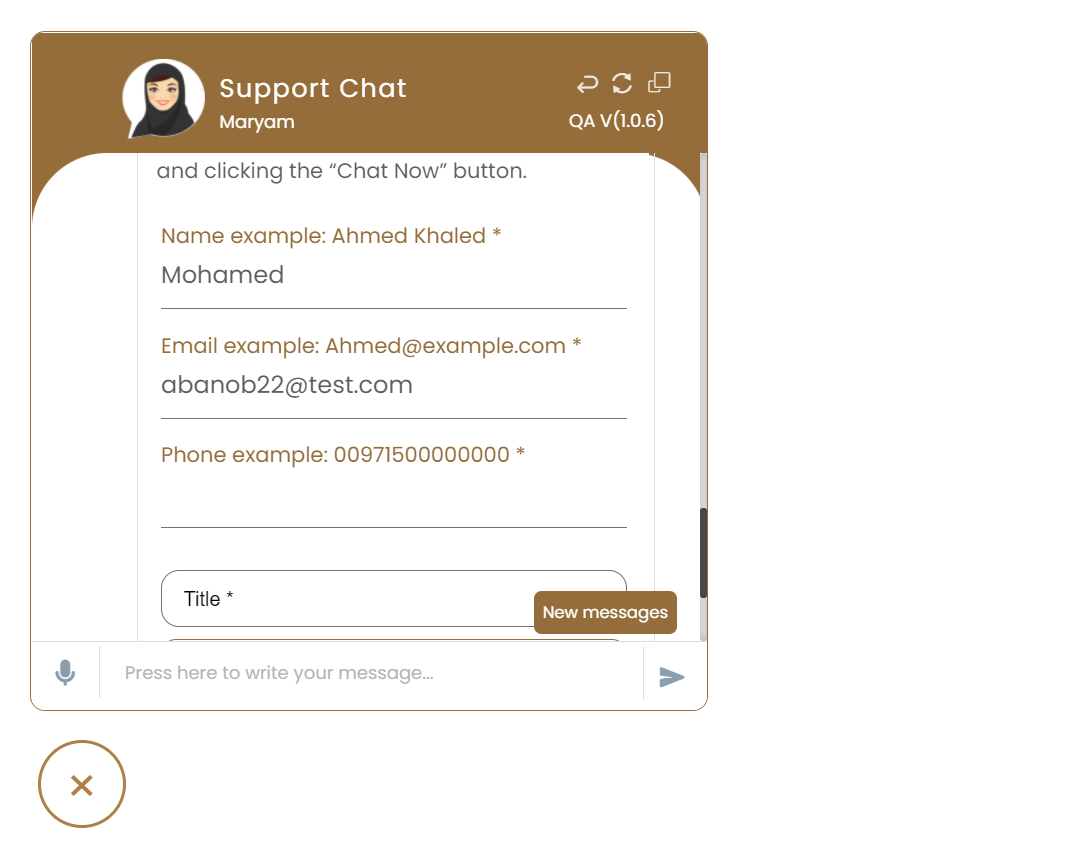 Support Chat
Maryam
QA V(1.0.6)
and clicking the “Chat Now” button.
Name example: Ahmed Khaled *
Mohamed
Email example: Ahmed@example.com *
abanob22@test.com
Phone example: 00971500000000 *
Title *
New messages
Press here to write your message...